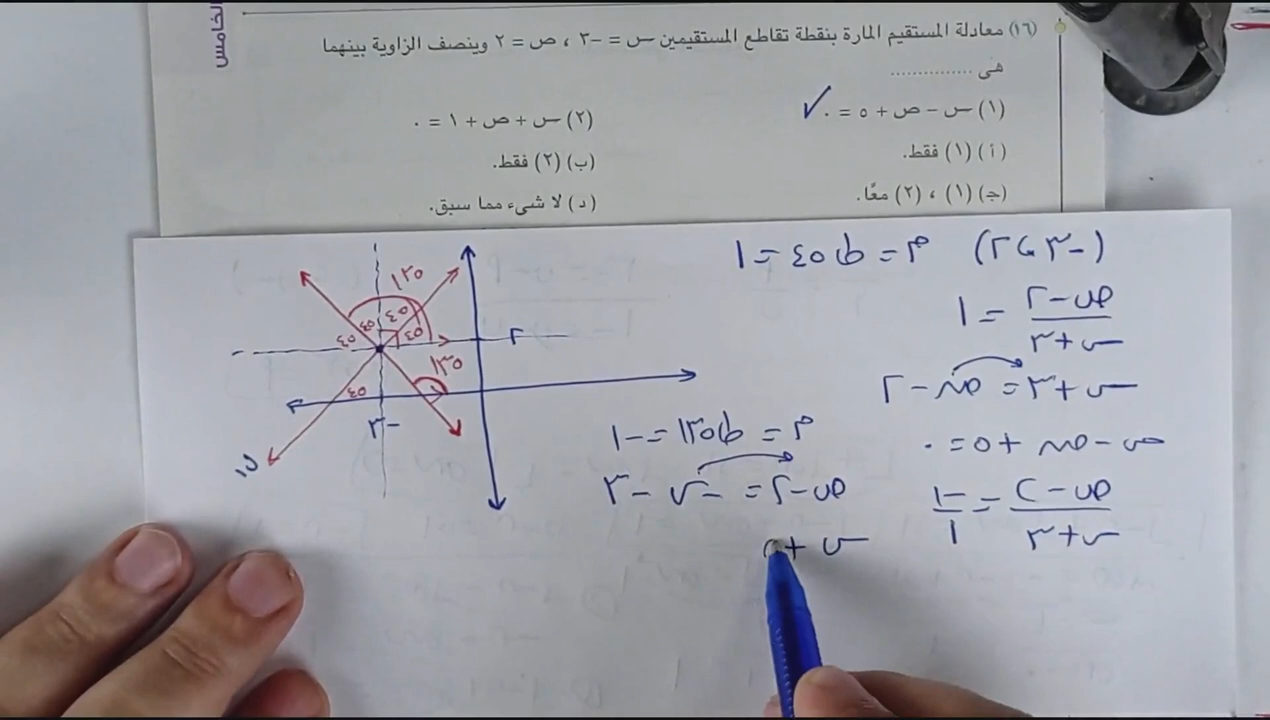 الخامس
(١٦) معادلة المستقيم المارة بنقطة تقاطع المستقيمين س = -٣ ، ص = ٢ وينصف الزاوية بينهما
هى ...............
(١) س - ص + ٥ = ٠ ✓
(٢) س + ص + ١ = ٠
(أ) (١) فقط.
(ب) (٢) فقط.
(جـ) (١) ، (٢) معًا.
(د) لا شىء مما سبق.
(-٣، ٢) م = ظا ٤٥ = ١
(ص - ٢)/(س + ٣) = ١
س + ٣ = ص - ٢
س - ص + ٥ = ٠
(ص - ٢)/(س + ٣) = -١/١
م = ظا ١٣٥ = -١
ص - ٢ = -س - ٣
س +
١٣٥
٤٥
٤٥
٤٥
٤٥
١٣٥
٤٥
٢
-٣
ل